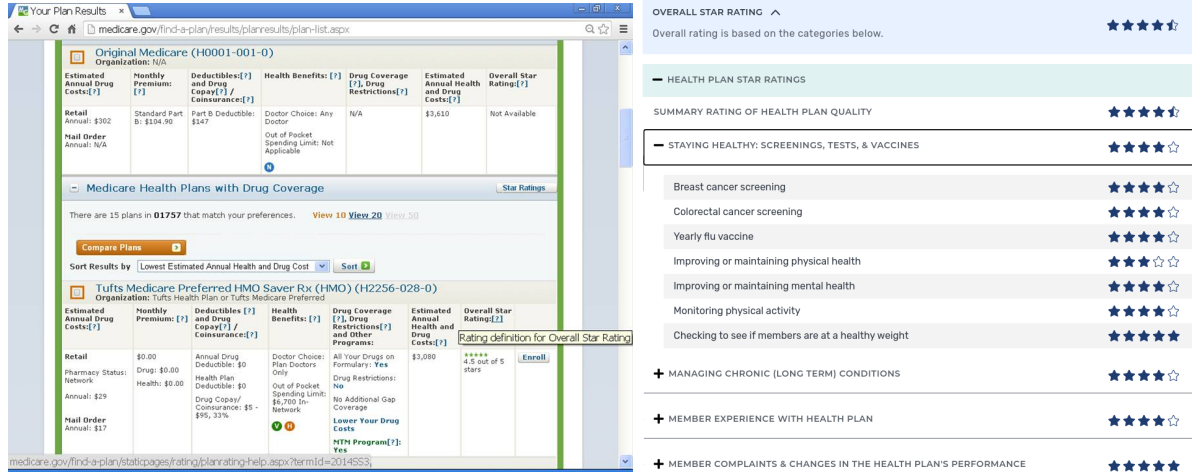 Your Plan Results
medicare.gov/find-a-plan/results/planresults/plan-list.aspx
Original Medicare (H0001-001-0)
Organization: N/A
Estimated Annual Drug Costs:[?]
Monthly Premium: [?]
Deductibles:[?] and Drug Copay[?] / Coinsurance:[?]
Health Benefits: [?]
Drug Coverage [?], Drug Restrictions[?]
Estimated Annual Health and Drug Costs:[?]
Overall Star Rating:[?]
Retail
Annual: $302
Mail Order
Annual: N/A
Standard Part B: $104.90
Part B Deductible: $147
Doctor Choice: Any Doctor
Out of Pocket Spending Limit: Not Applicable
N
N/A
$3,610
Not Available
Medicare Health Plans with Drug Coverage
Star Ratings
There are 15 plans in 01757 that match your preferences. View 10 View 20 View 50
Compare Plans
Sort Results by Lowest Estimated Annual Health and Drug Cost Sort
Tufts Medicare Preferred HMO Saver Rx (HMO) (H2256-028-0)
Organization: Tufts Health Plan or Tufts Medicare Preferred
Estimated Annual Drug Costs:[?]
Monthly Premium: [?]
Deductibles [?] and Drug Copay[?] / Coinsurance:[?]
Health Benefits: [?]
Drug Coverage [?], Drug Restrictions[?] and Other Programs:
Estimated Annual Health and Drug Costs:[?]
Overall Star Rating:[?]
Rating definition for Overall Star Rating
Retail
Pharmacy Status: Network
Annual: $29
Mail Order
Annual: $17
$0.00
Drug: $0.00
Health: $0.00
Annual Drug Deductible: $0
Health Plan Deductible: $0
Drug Copay/ Coinsurance: $5 - $95, 33%
Doctor Choice: Plan Doctors Only
Out of Pocket Spending Limit: $6,700 In-Network
V H
All Your Drugs on Formulary: Yes
Drug Restrictions: No
No Additional Gap Coverage
Lower Your Drug Costs
MTM Program[?]: Yes
$3,080
4.5 out of 5 stars
Enroll
medicare.gov/find-a-plan/staticpages/rating/planrating-help.aspx?termId=2014SS3,
OVERALL STAR RATING
Overall rating is based on the categories below.
HEALTH PLAN STAR RATINGS
SUMMARY RATING OF HEALTH PLAN QUALITY
STAYING HEALTHY: SCREENINGS, TESTS, & VACCINES
Breast cancer screening
Colorectal cancer screening
Yearly flu vaccine
Improving or maintaining physical health
Improving or maintaining mental health
Monitoring physical activity
Checking to see if members are at a healthy weight
MANAGING CHRONIC (LONG TERM) CONDITIONS
MEMBER EXPERIENCE WITH HEALTH PLAN
MEMBER COMPLAINTS & CHANGES IN THE HEALTH PLAN'S PERFORMANCE